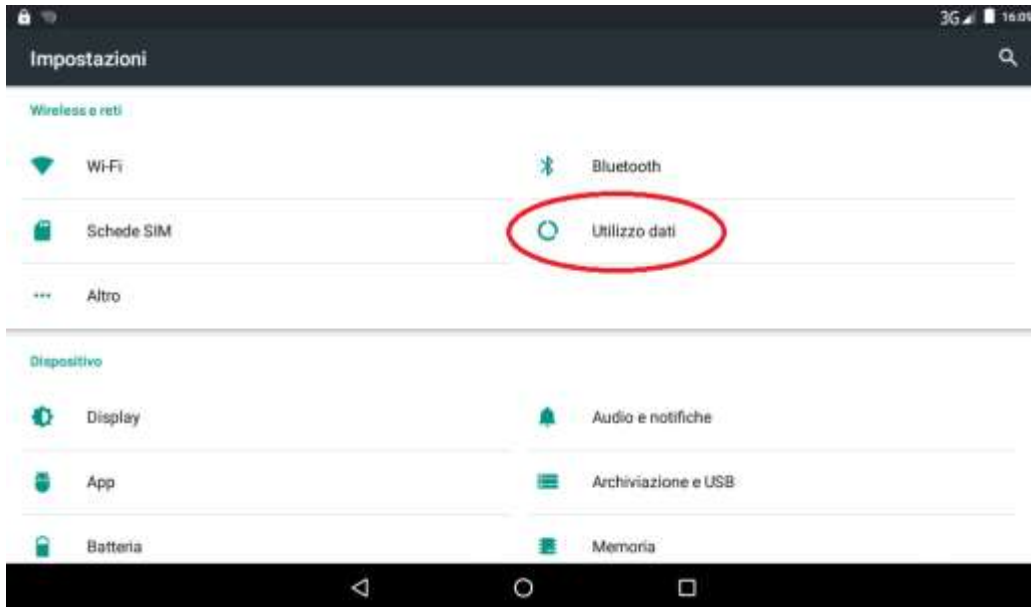 3G 16:09
Impostazioni
Wireless e reti
Wi-Fi
Bluetooth
Schede SIM
Utilizzo dati
Altro
Dispositivo
Display
Audio e notifiche
App
Archiviazione e USB
Batteria
Memoria